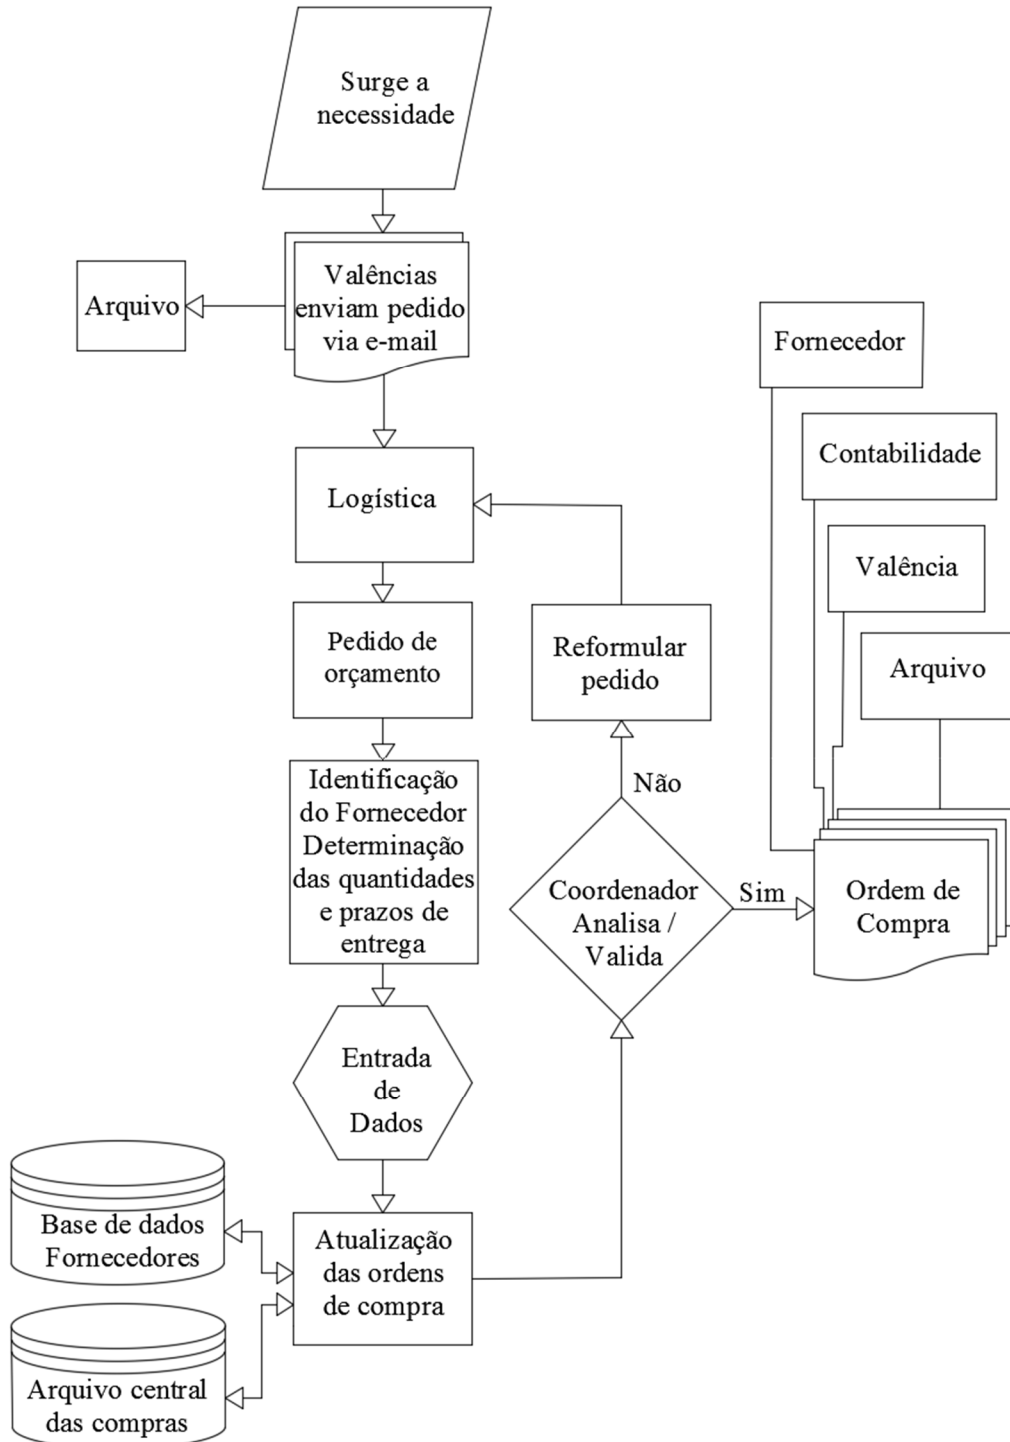 Surge a
necessidade
Arquivo
Valências
enviam pedido
via e-mail
Fornecedor
Contabilidade
Logística
Valência
Pedido de
orçamento
Reformular
pedido
Arquivo
Identificação
do Fornecedor
Determinação
das quantidades
e prazos de
entrega
Não
Coordenador
Analisa /
Valida
Sim
Ordem de
Compra
Entrada
de
Dados
Base de dados
Fornecedores
Atualização
das ordens
de compra
Arquivo central
das compras